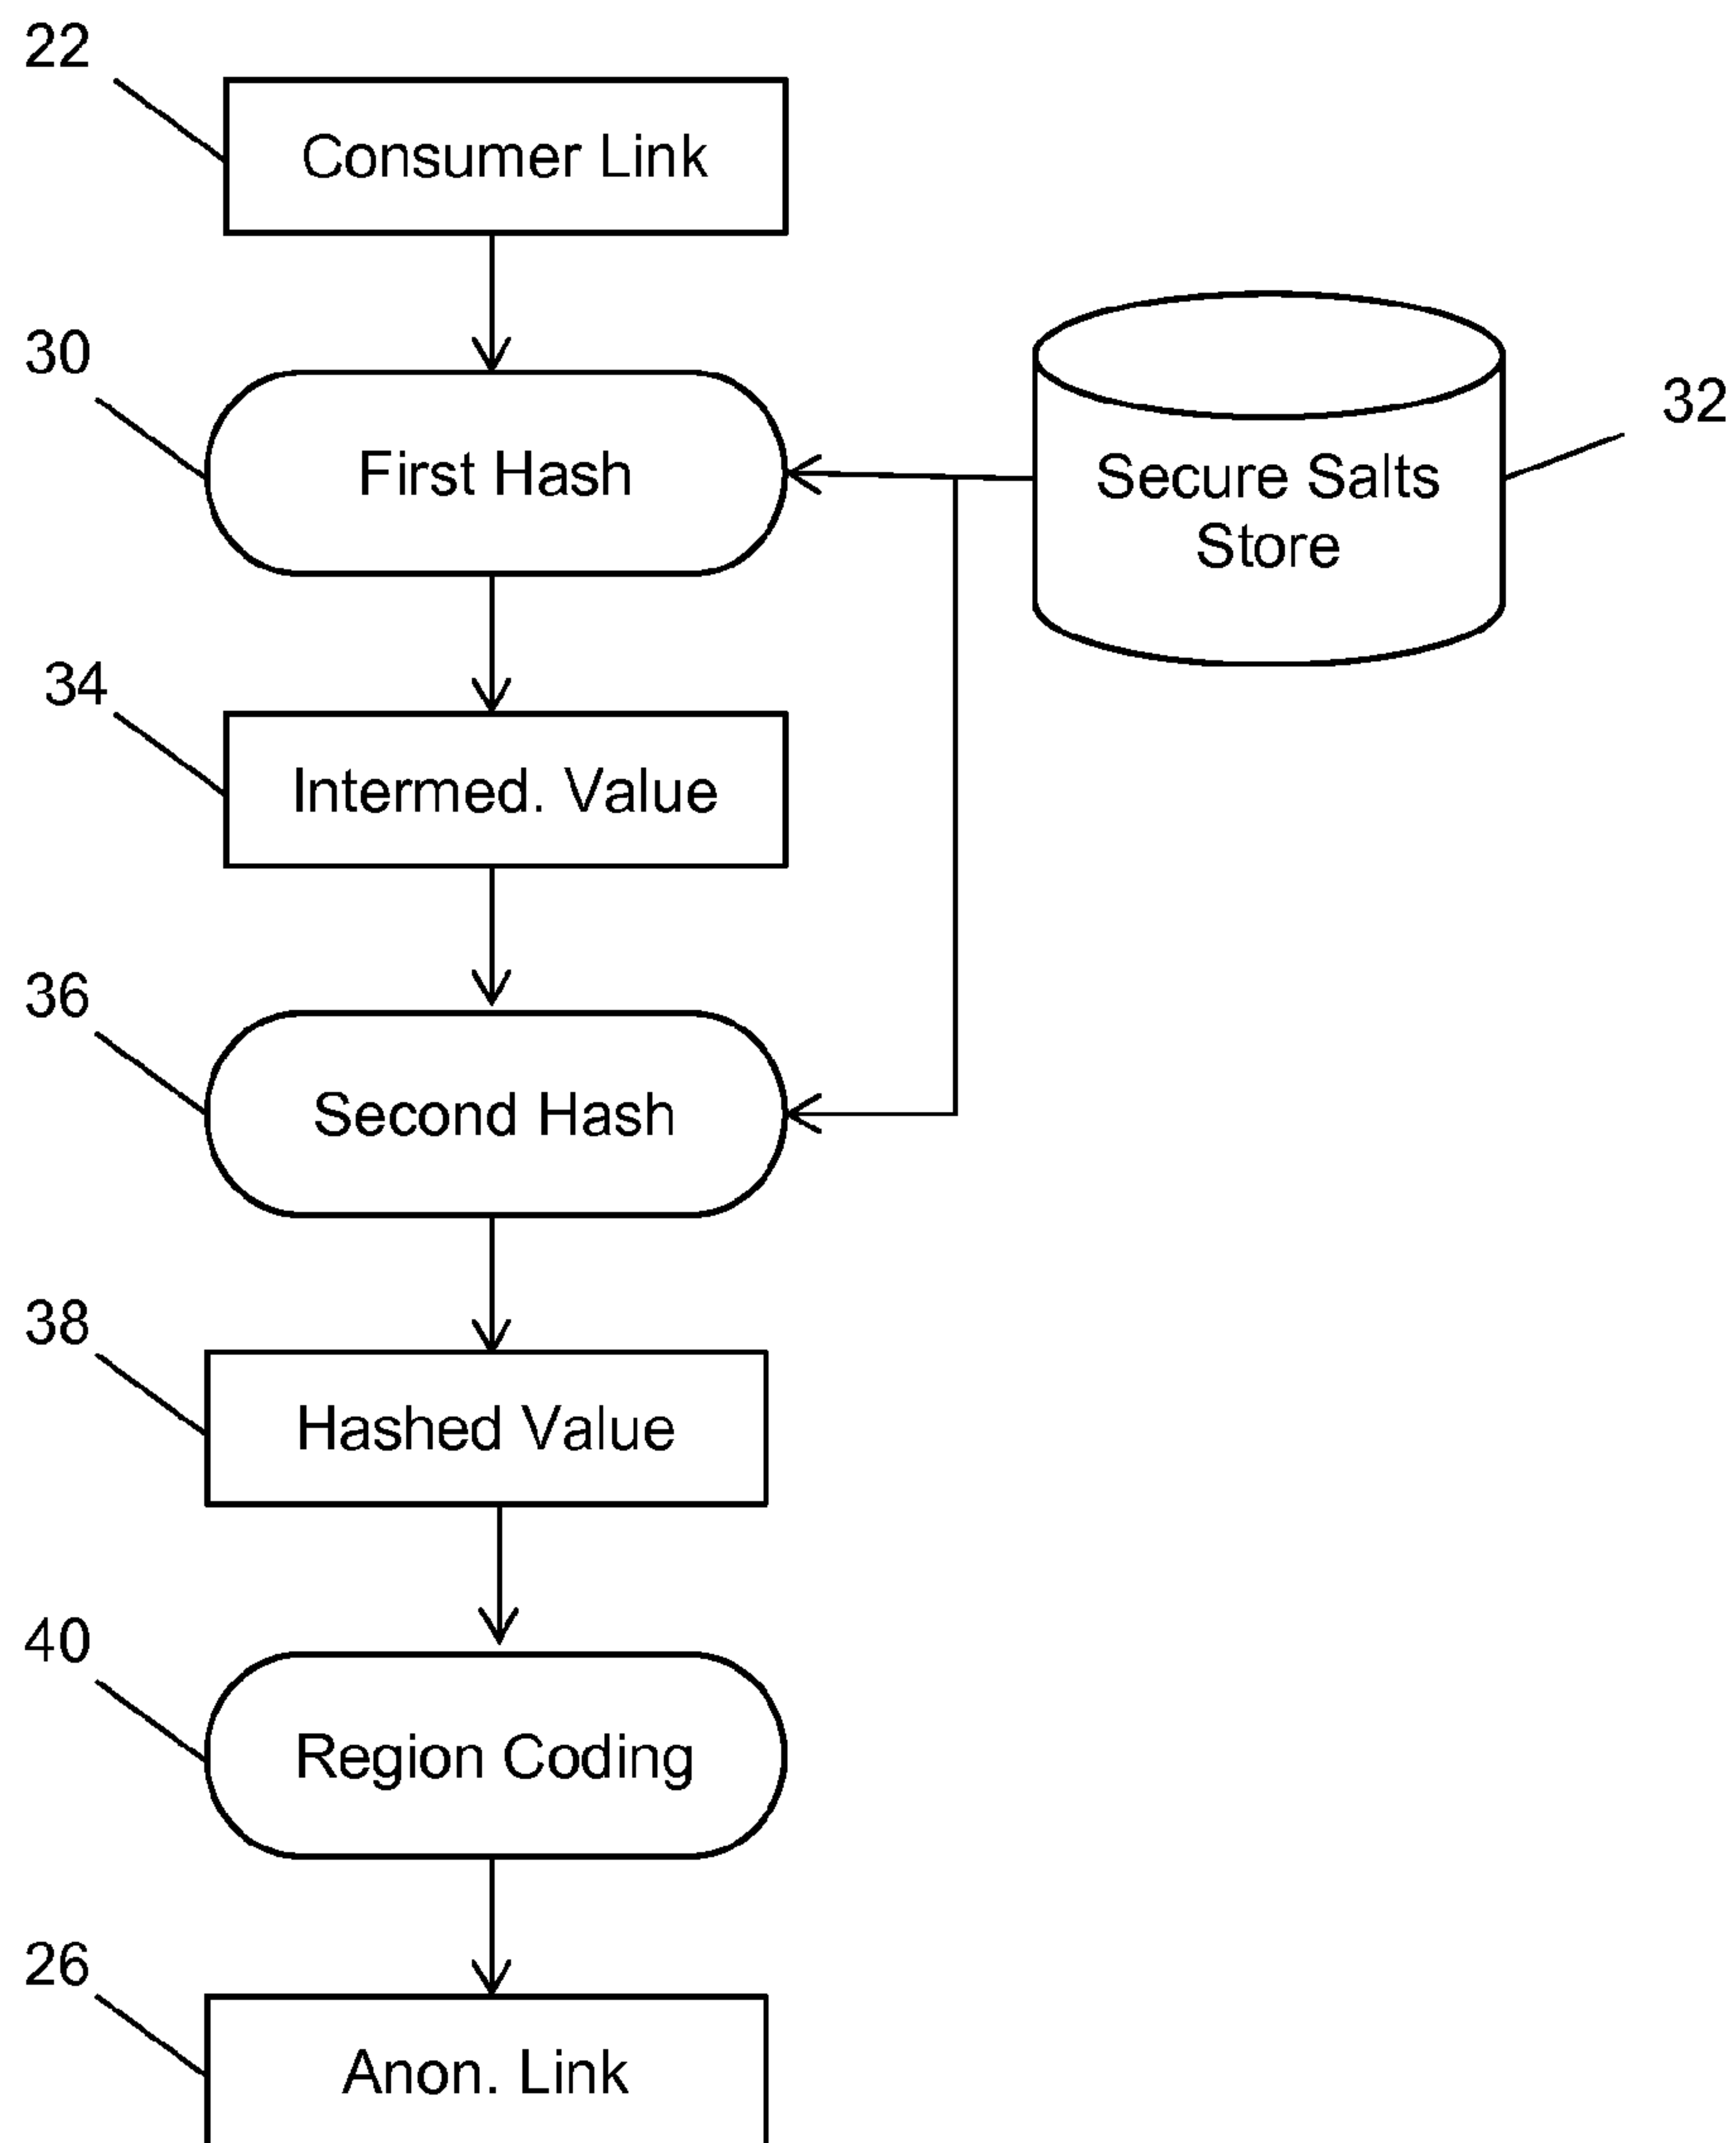 22
Consumer Link
30
First Hash
32
Secure Salts
Store
34
Intermed. Value
36
Second Hash
38
Hashed Value
40
Region Coding
26
Anon. Link